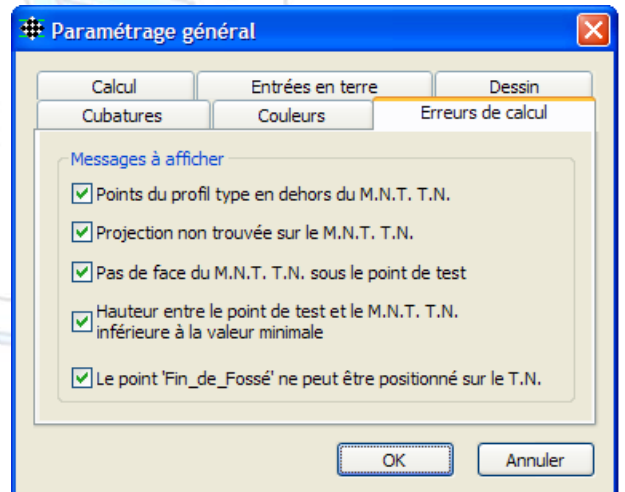 Paramétrage général
Calcul
Entrées en terre
Dessin
Cubatures
Couleurs
Erreurs de calcul
Messages à afficher
Points du profil type en dehors du M.N.T. T.N.
Projection non trouvée sur le M.N.T. T.N.
Pas de face du M.N.T. T.N. sous le point de test
Hauteur entre le point de test et le M.N.T. T.N.
inférieure à la valeur minimale
Le point 'Fin_de_Fossé' ne peut être positionné sur le T.N.
OK
Annuler